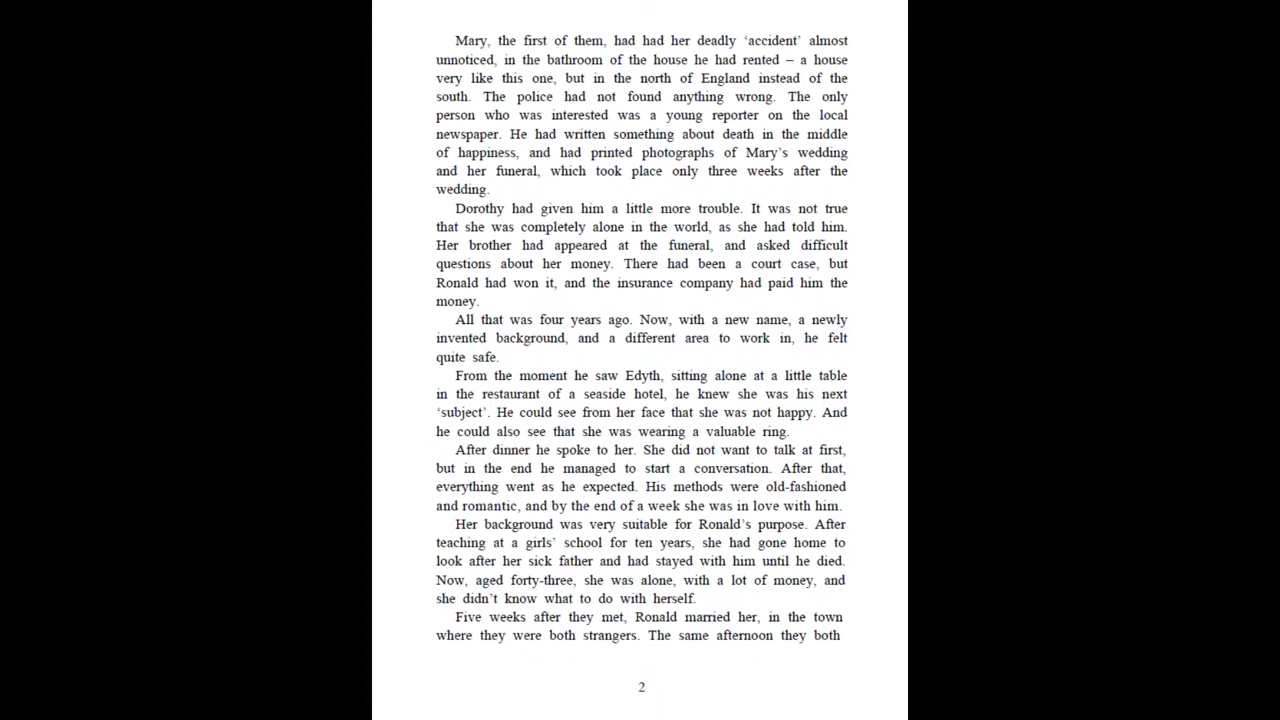 Mary, the first of them, had had her deadly ‘accident’ almost
unnoticed, in the bathroom of the house he had rented – a house
very like this one, but in the north of England instead of the
south. The police had not found anything wrong. The only
person who was interested was a young reporter on the local
newspaper. He had written something about death in the middle
of happiness, and had printed photographs of Mary’s wedding
and her funeral, which took place only three weeks after the
wedding.
Dorothy had given him a little more trouble. It was not true
that she was completely alone in the world, as she had told him.
Her brother had appeared at the funeral, and asked difficult
questions about her money. There had been a court case, but
Ronald had won it, and the insurance company had paid him the
money.
All that was four years ago. Now, with a new name, a newly
invented background, and a different area to work in, he felt
quite safe.
From the moment he saw Edyth, sitting alone at a little table
in the restaurant of a seaside hotel, he knew she was his next
‘subject’. He could see from her face that she was not happy. And
he could also see that she was wearing a valuable ring.
After dinner he spoke to her. She did not want to talk at first,
but in the end he managed to start a conversation. After that,
everything went as he expected. His methods were old-fashioned
and romantic, and by the end of a week she was in love with him.
Her background was very suitable for Ronald’s purpose. After
teaching at a girls’ school for ten years, she had gone home to
look after her sick father and had stayed with him until he died.
Now, aged forty-three, she was alone, with a lot of money, and
she didn’t know what to do with herself.
Five weeks after they met, Ronald married her, in the town
where they were both strangers. The same afternoon they both
2